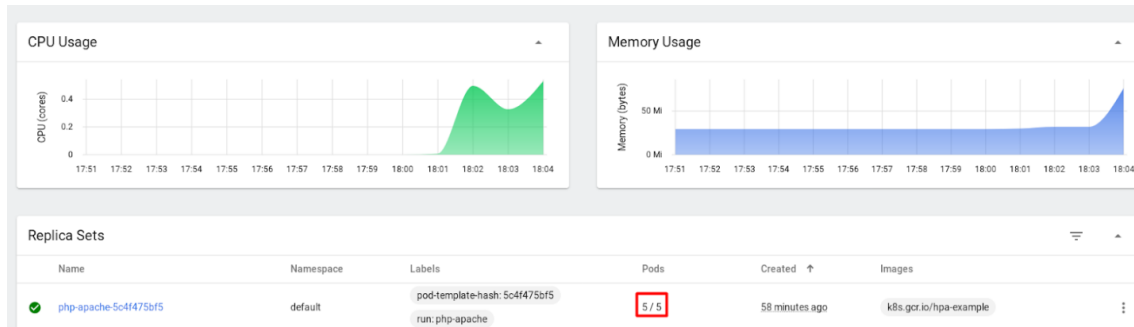 CPU Usage
CPU (cores)
0.4
0.2
0
17:51 17:52 17:53 17:54 17:55 17:56 17:57 17:58 17:59 18:00 18:01 18:02 18:03 18:04
Memory Usage
Memory (bytes)
50 Mi
0 Mi
17:51 17:52 17:53 17:54 17:55 17:56 17:57 17:58 17:59 18:00 18:01 18:02 18:03 18:04
Replica Sets
Name Namespace Labels Pods Created Images
php-apache-5c4f475bf5 default pod-template-hash: 5c4f475bf5 5 / 5 58 minutes ago k8s.gcr.io/hpa-example
run: php-apache